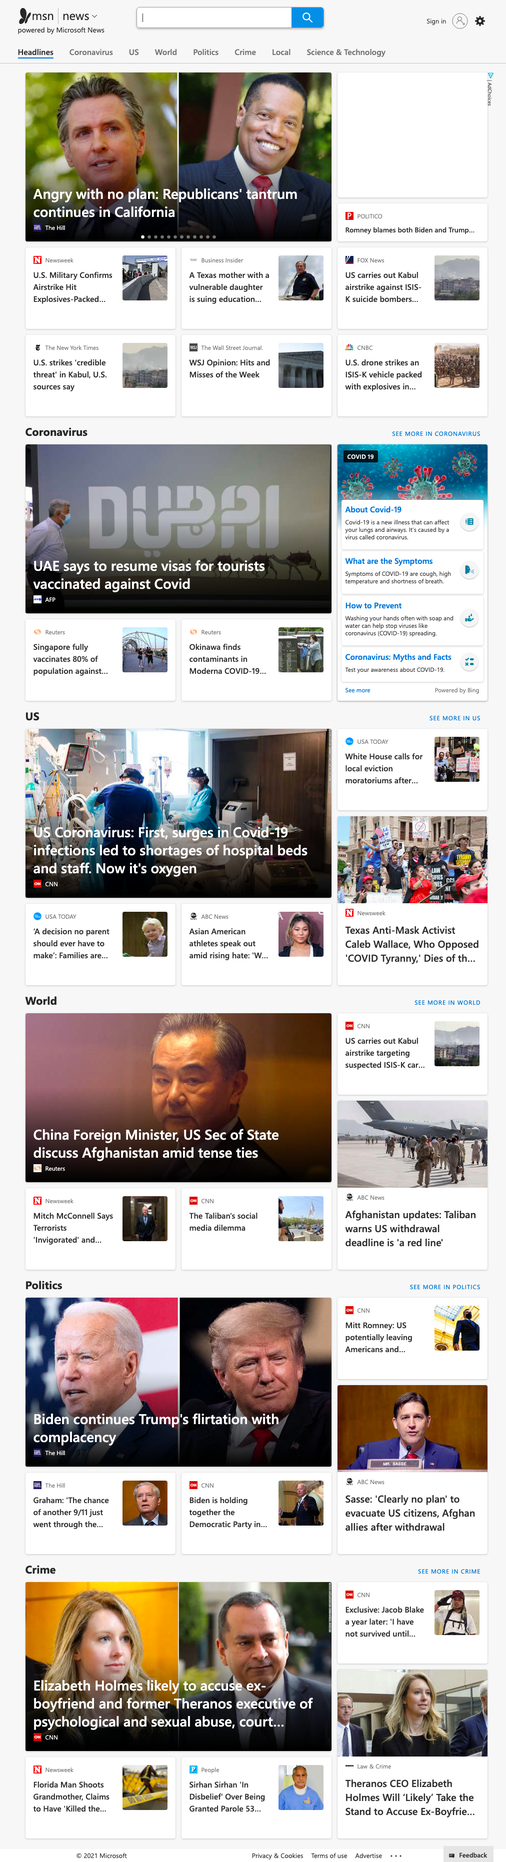 msn news
powered by Microsoft News
Sign in
Headlines Coronavirus US World Politics Crime Local Science & Technology
AdChoices
Angry with no plan: Republicans' tantrum
continues in California
The Hill
POLITICO
Romney blames both Biden and Trump...
Newsweek
U.S. Military Confirms
Airstrike Hit
Explosives-Packed...
Business Insider
A Texas mother with a
vulnerable daughter
is suing education...
FOX News
US carries out Kabul
airstrike against ISIS-
K suicide bombers...
The New York Times
U.S. strikes 'credible
threat' in Kabul, U.S.
sources say
The Wall Street Journal.
WSJ Opinion: Hits and
Misses of the Week
CNBC
U.S. drone strikes an
ISIS-K vehicle packed
with explosives in...
Coronavirus
SEE MORE IN CORONAVIRUS
DUBAI
UAE says to resume visas for tourists
vaccinated against Covid
AFP
COVID 19
About Covid-19
Covid-19 is a new illness that can affect
your lungs and airways. It's caused by a
virus called coronavirus.
What are the Symptoms
Symptoms of COVID-19 are cough, high
temperature and shortness of breath.
How to Prevent
Washing your hands often with soap and
water can help stop viruses like
coronavirus (COVID-19) spreading.
Coronavirus: Myths and Facts
Test your awareness about COVID-19.
See more
Powered by Bing
Reuters
Singapore fully
vaccinates 80% of
population against...
Reuters
Okinawa finds
contaminants in
Moderna COVID-19...
US
SEE MORE IN US
US Coronavirus: First, surges in Covid-19
infections led to shortages of hospital beds
and staff. Now it's oxygen
CNN
USA TODAY
White House calls for
local eviction
moratoriums after...
Newsweek
Texas Anti-Mask Activist
Caleb Wallace, Who Opposed
'COVID Tyranny,' Dies of th...
USA TODAY
'A decision no parent
should ever have to
make': Families are...
ABC News
Asian American
athletes speak out
amid rising hate: 'W...
World
SEE MORE IN WORLD
China Foreign Minister, US Sec of State
discuss Afghanistan amid tense ties
Reuters
CNN
US carries out Kabul
airstrike targeting
suspected ISIS-K car...
ABC News
Afghanistan updates: Taliban
warns US withdrawal
deadline is 'a red line'
Newsweek
Mitch McConnell Says
Terrorists
'Invigorated' and...
CNN
The Taliban's social
media dilemma
Politics
SEE MORE IN POLITICS
Biden continues Trump's flirtation with
complacency
The Hill
CNN
Mitt Romney: US
potentially leaving
Americans and...
MR. SASSE
ABC News
Sasse: 'Clearly no plan' to
evacuate US citizens, Afghan
allies after withdrawal
The Hill
Graham: 'The chance
of another 9/11 just
went through the...
CNN
Biden is holding
together the
Democratic Party in...
Crime
SEE MORE IN CRIME
Elizabeth Holmes likely to accuse ex-
boyfriend and former Theranos executive of
psychological and sexual abuse, court...
CNN
CNN
Exclusive: Jacob Blake
a year later: 'I have
not survived until...
Law & Crime
Theranos CEO Elizabeth
Holmes Will 'Likely' Take the
Stand to Accuse Ex-Boyfrie...
Newsweek
Florida Man Shoots
Grandmother, Claims
to Have 'Killed the...
People
Sirhan Sirhan 'In
Disbelief' Over Being
Granted Parole 53...
© 2021 Microsoft
Privacy & Cookies Terms of use Advertise
Feedback